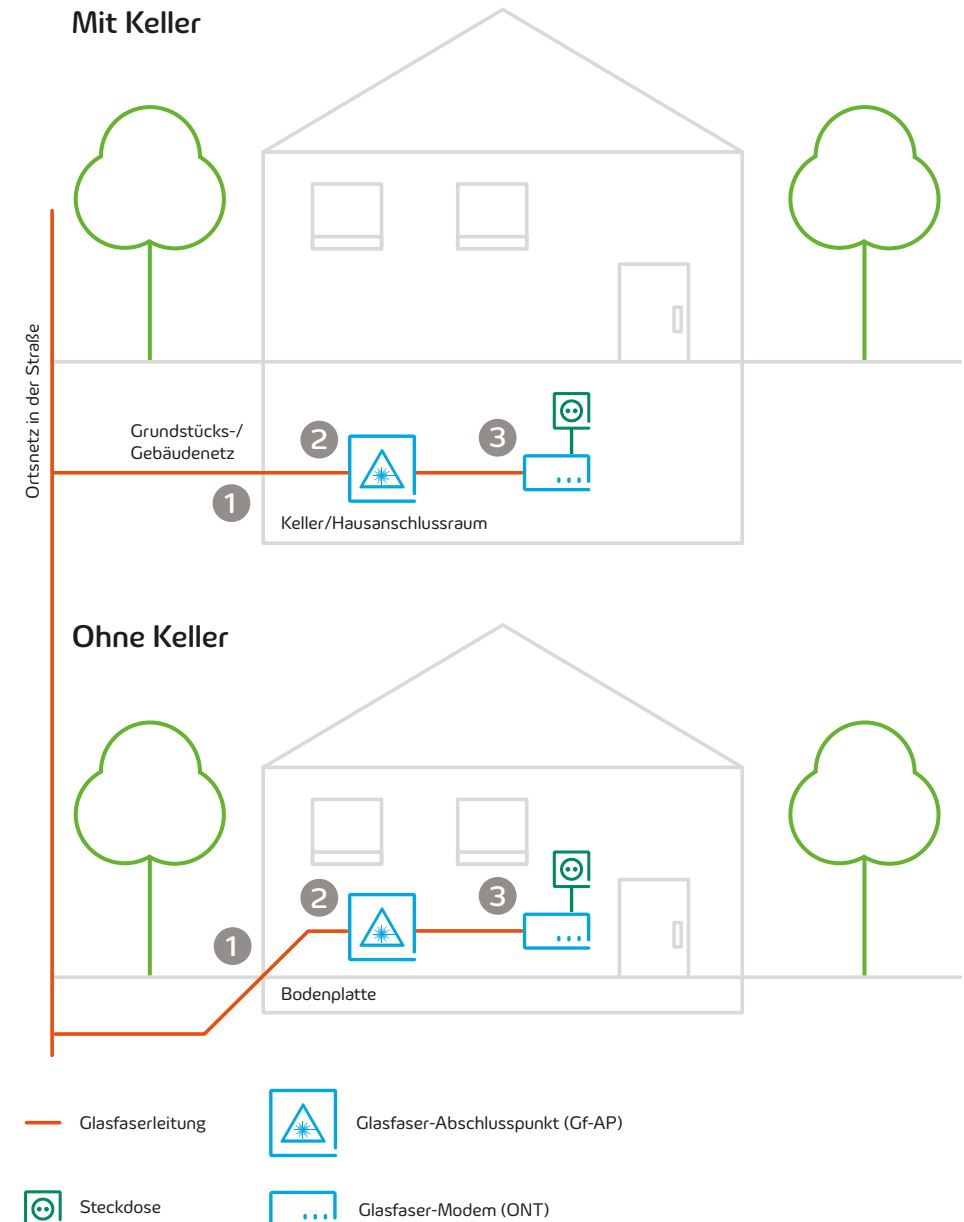 Mit Keller
Ortsnetz in der Straße
Grundstücks-/
Gebäudenetz
2
3
1
Keller/Hausanschlussraum
Ohne Keller
2
3
1
Bodenplatte
Glasfaserleitung
Glasfaser-Abschlusspunkt (Gf-AP)
Steckdose
Glasfaser-Modem (ONT)